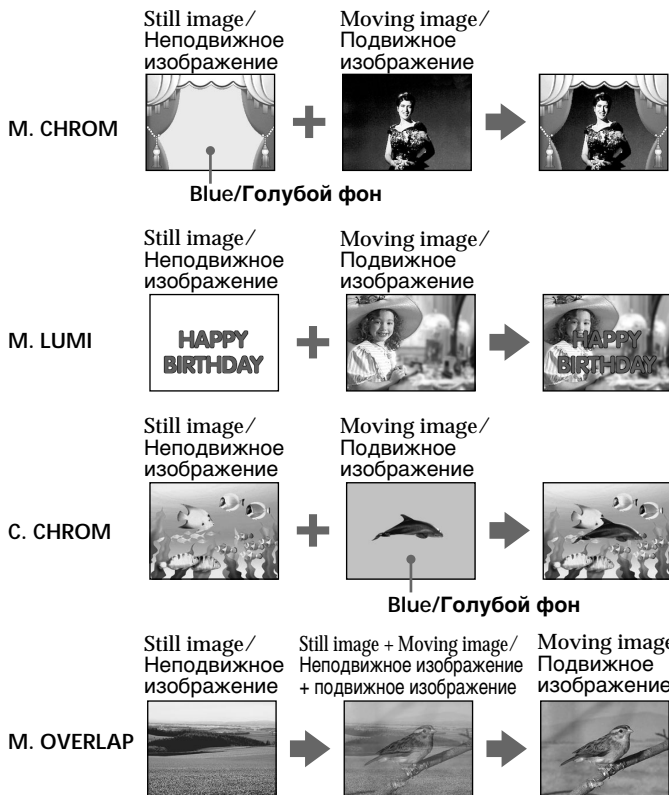 Still image/
Неподвижное
изображение
Moving image/
Подвижное
изображение
M. CHROM
Blue/Голубой фон
Still image/
Неподвижное
изображение
Moving image/
Подвижное
изображение
M. LUMI
HAPPY
BIRTHDAY
HAPPY
BIRTHDAY
Still image/
Неподвижное
изображение
Moving image/
Подвижное
изображение
C. CHROM
Blue/Голубой фон
Still image/
Неподвижное
изображение
Still image + Moving image/
Неподвижное изображение
+ подвижное изображение
Moving image
Подвижное
изображение
M. OVERLAP